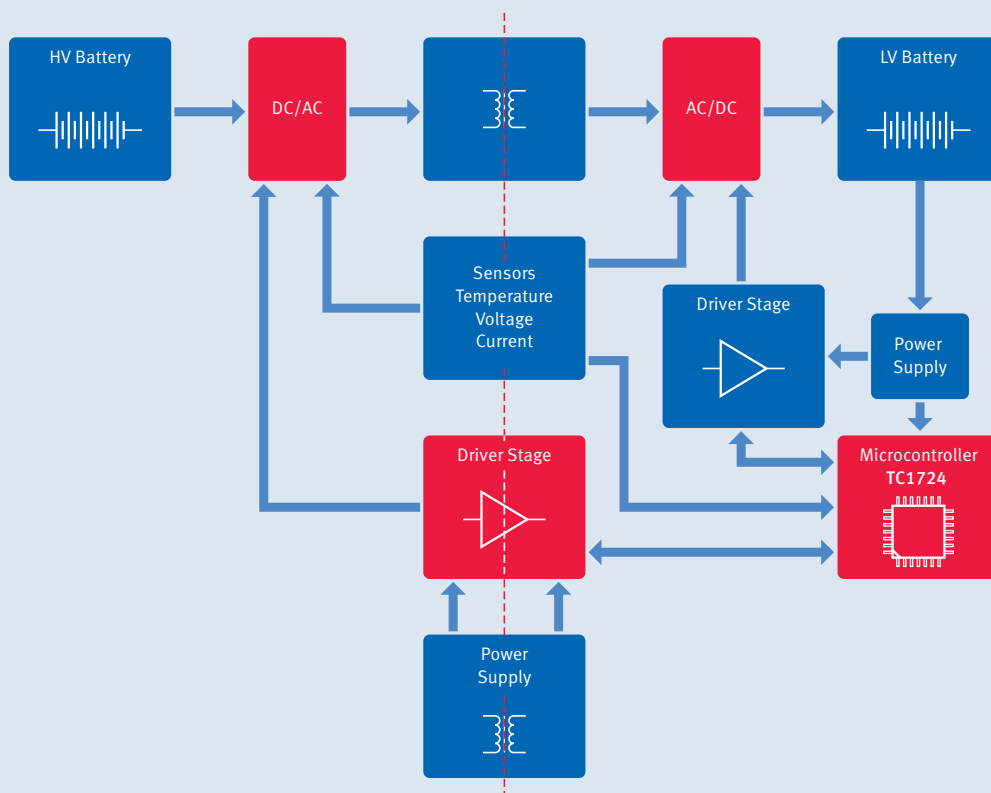 HV Battery
DC/AC
AC/DC
LV Battery
Sensors
Temperature
Voltage
Current
Driver Stage
Power
Supply
Driver Stage
Microcontroller
TC1724
Power
Supply